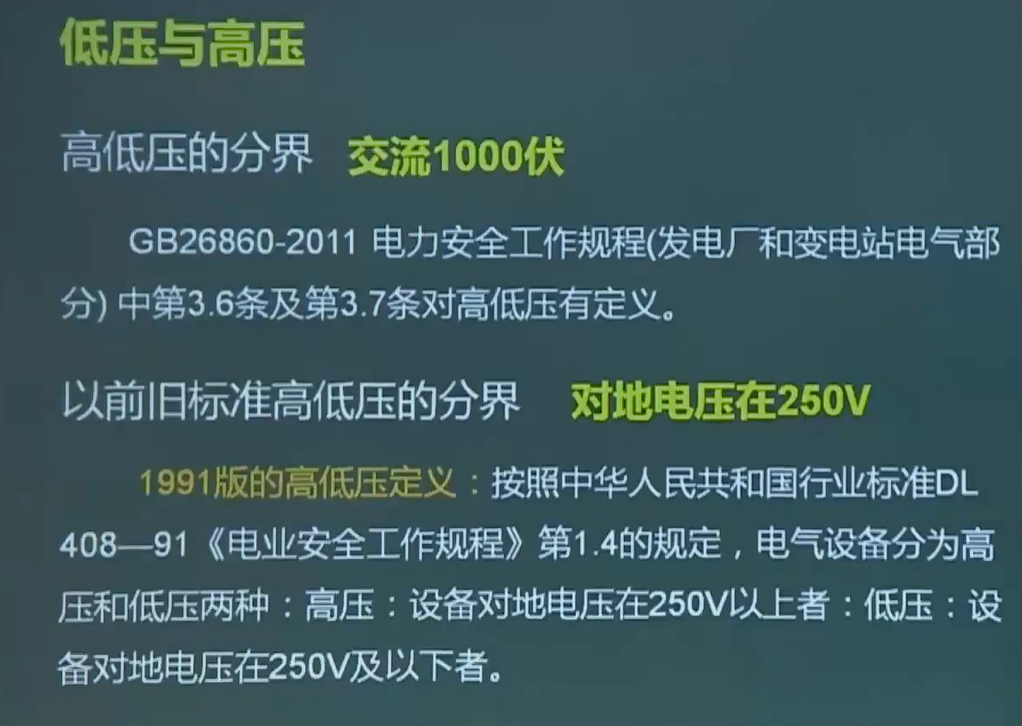 低压与高压
高低压的分界 交流1000伏
GB26860-2011 电力安全工作规程(发电厂和变电站电气部
分) 中第3.6条及第3.7条对高低压有定义。
以前旧标准高低压的分界 对地电压在250V
1991版的高低压定义：按照中华人民共和国行业标准DL
408—91《电业安全工作规程》第1.4的规定，电气设备分为高
压和低压两种：高压：设备对地电压在250V以上者：低压：设
备对地电压在250V及以下者。